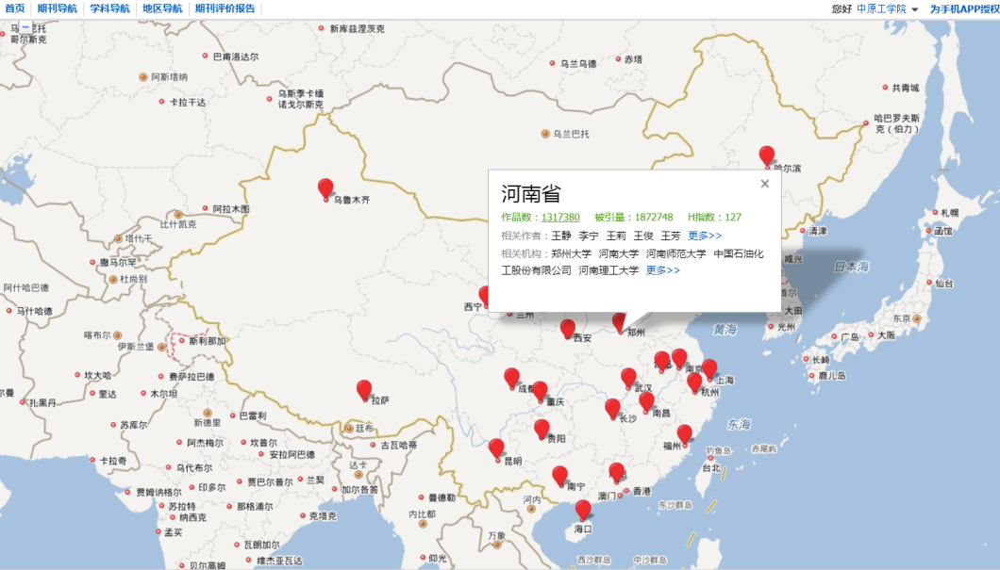 首页 期刊导航 学科导航 地区导航 期刊评价报告
您好 中原工学院 为手机APP授权
哥尔斯克
新库兹涅茨克
巴甫洛达尔
乌兰乌德
赤塔
阿斯塔纳
卡拉干达
乌斯季卡缅
诺戈尔斯克
共青城
哈巴罗夫斯
克（伯力）
乌兰巴托
哈尔滨
乌鲁木齐
阿拉木图
比什凯克
塔什干
撒马尔罕
杜尚别
阿什哈巴德
马什哈德
河南省
作品数：1317380 被引量：1872748 H指数：127
相关作者：王静 李宁 王莉 王俊 王芳 更多>>
相关机构：郑州大学 河南大学 河南师范大学 中国石油化
工股份有限公司 河南理工大学 更多>>
札幌
函馆
清津
咸兴
日本海
仙台
首尔
大田
光州
东京
大阪
广岛
长崎
鹿儿岛
黄海
西宁
兰州
西安
郑州
喀布尔
伊斯兰堡
斯利那加
坎大哈
费萨拉巴德
奎达
木尔坦
扎黑丹
拉萨
成都
重庆
武汉
南京
上海
杭州
长沙
南昌
东海
苏库尔
巴雷利
新德里
廷布
古瓦哈蒂
贵阳
福州
钓鱼岛
赤尾屿
台北
卡拉奇
阿杰梅尔
坎普尔
安拉阿巴德
昆明
乌代布尔
达卡
贾姆讷格尔
印多尔
贾巴尔普尔
兰契
加尔各答
曼德勒
南宁
河内
香港
澳门
苏拉特
纳西克
那格浦尔
克塔克
内比都
东沙群岛
海口
孟买
瓦朗加尔
万象
贝尔高姆
维杰亚瓦达
仰光
西沙群岛
中沙群岛